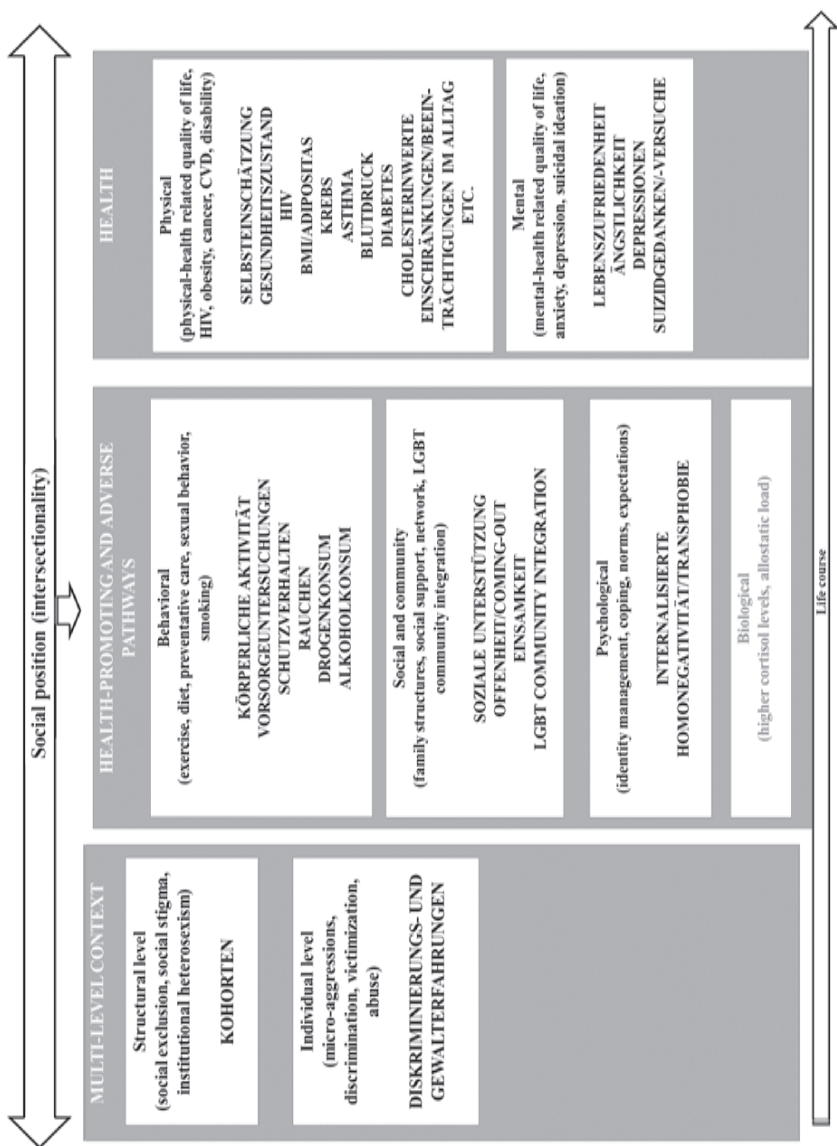 Social position (intersectionality)
MULTI-LEVEL CONTEXT
Structural level
(social exclusion, social stigma,
institutional heterosexism)
KOHORTEN
Individual level
(micro-aggressions,
discrimination, victimization,
abuse)
DISKRIMINIERUNGS- UND
GEWALTERFAHRUNGEN
HEALTH-PROMOTING AND ADVERSE
PATHWAYS
Behavioral
(exercise, diet, preventative care, sexual behavior,
smoking)
KÖRPERLICHE AKTIVITÄT
VORSORGEUNTERSUCHUNGEN
SCHUTZVERHALTEN
RAUCHEN
DROGENKONSUM
ALKOHOLKONSUM
Social and community
(family structures, social support, network, LGBT
community integration)
SOZIALE UNTERSTÜTZUNG
OFFENHEIT/COMING-OUT
EINSAMKEIT
LGBT COMMUNITY INTEGRATION
Psychological
(identity management, coping, norms, expectations)
INTERNALISIERTE
HOMONEGATIVITÄT/TRANSPHOBIE
Biological
(higher cortisol levels, allostatic load)
HEALTH
Physical
(physical-health related quality of life,
HIV, obesity, cancer, CVD, disability)
SELBSTEINSCHÄTZUNG
GESUNDHEITSZUSTAND
HIV
BMI/ADIPOSITAS
KREBS
ASTHMA
BLUTDRUCK
DIABETES
CHOLESTERINWERTE
EINSCHRÄNKUNGEN/BEEIN-
TRÄCHTIGUNGEN IM ALLTAG
ETC.
Mental
(mental-health related quality of life,
anxiety, depression, suicidal ideation)
LEBENSZUFRIEDENHEIT
ÄNGSTLICHKEIT
DEPRESSIONEN
SUIZIDGEDANKEN/-VERSUCHE
Life course